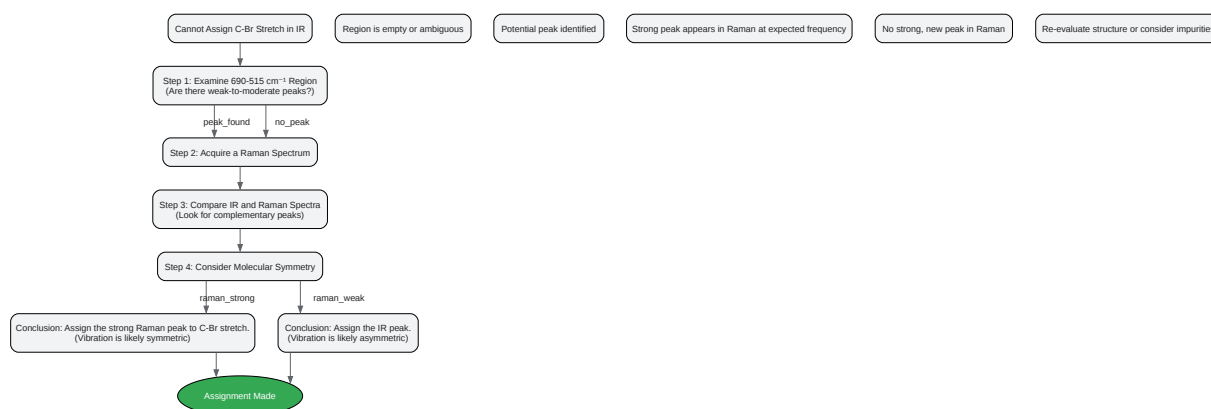 Cannot Assign C-Br Stretch in IR
Region is empty or ambiguous
Potential peak identified
Strong peak appears in Raman at expected frequency
No strong, new peak in Raman
Re-evaluate structure or consider impurities
Step 1: Examine 690-515 cm⁻¹ Region
(Are there weak-to-moderate peaks?)
peak_found
no_peak
Step 2: Acquire a Raman Spectrum
Step 3: Compare IR and Raman Spectra
(Look for complementary peaks)
Step 4: Consider Molecular Symmetry
raman_strong
raman_weak
Conclusion: Assign the strong Raman peak to C-Br stretch.
(Vibration is likely symmetric)
Conclusion: Assign the IR peak.
(Vibration is likely asymmetric)
Assignment Made